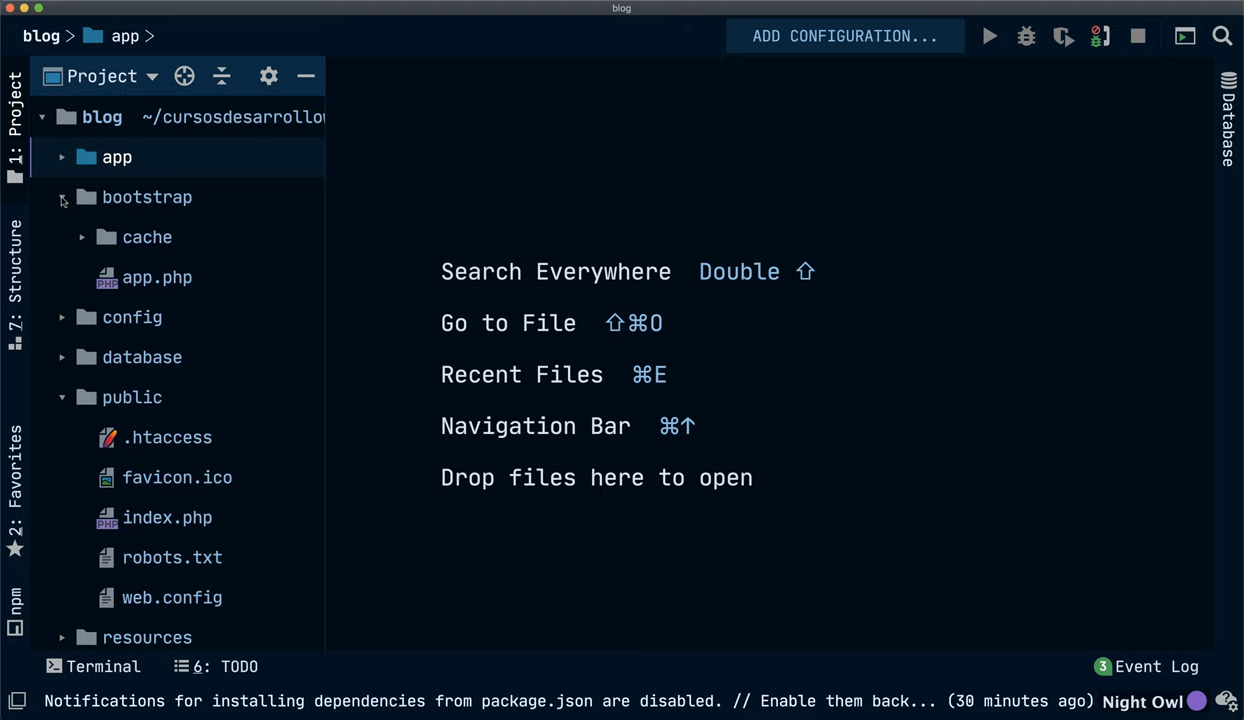 blog
blog > app >
ADD CONFIGURATION...
1: Project
7: Structure
2: Favorites
npm
Project
blog ~/cursosdesarrollow
app
bootstrap
cache
app.php
config
database
public
.htaccess
favicon.ico
index.php
robots.txt
web.config
resources
Search Everywhere Double ⇧
Go to File ⇧⌘O
Recent Files ⌘E
Navigation Bar ⌘↑
Drop files here to open
Database
Terminal
6: TODO
3 Event Log
Notifications for installing dependencies from package.json are disabled. // Enable them back... (30 minutes ago)
Night Owl